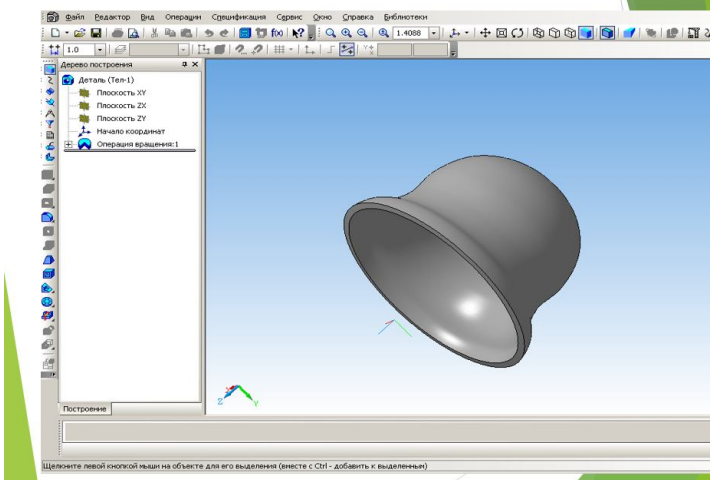 Файл Редактор Вид Операции Спецификация Сервис Окно Справка Библиотеки
1.4088
1.0
Дерево построения
Деталь (Тел-1)
Плоскость XY
Плоскость ZX
Плоскость ZY
Начало координат
Операция вращения:1
Z Y
Построение
Щелкните левой кнопкой мыши на объекте для его выделения (вместе с Ctrl - добавить к выделенным)